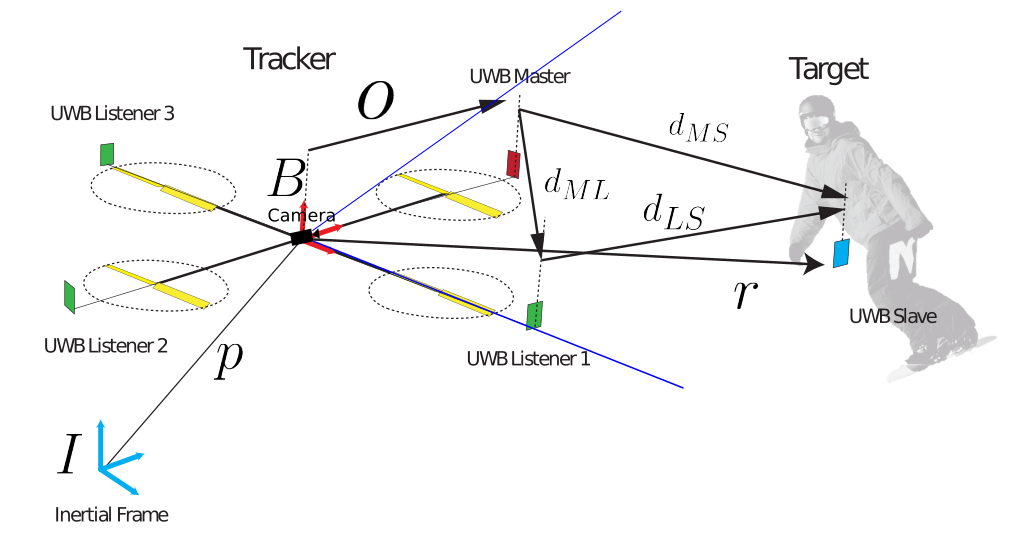 Tracker
UWB Master
Target
o
UWB Listener 3
d_{MS}
B
d_{ML}
Camera
d_{LS}
r
UWB Slave
UWB Listener 2
p
UWB Listener 1
I
Inertial Frame